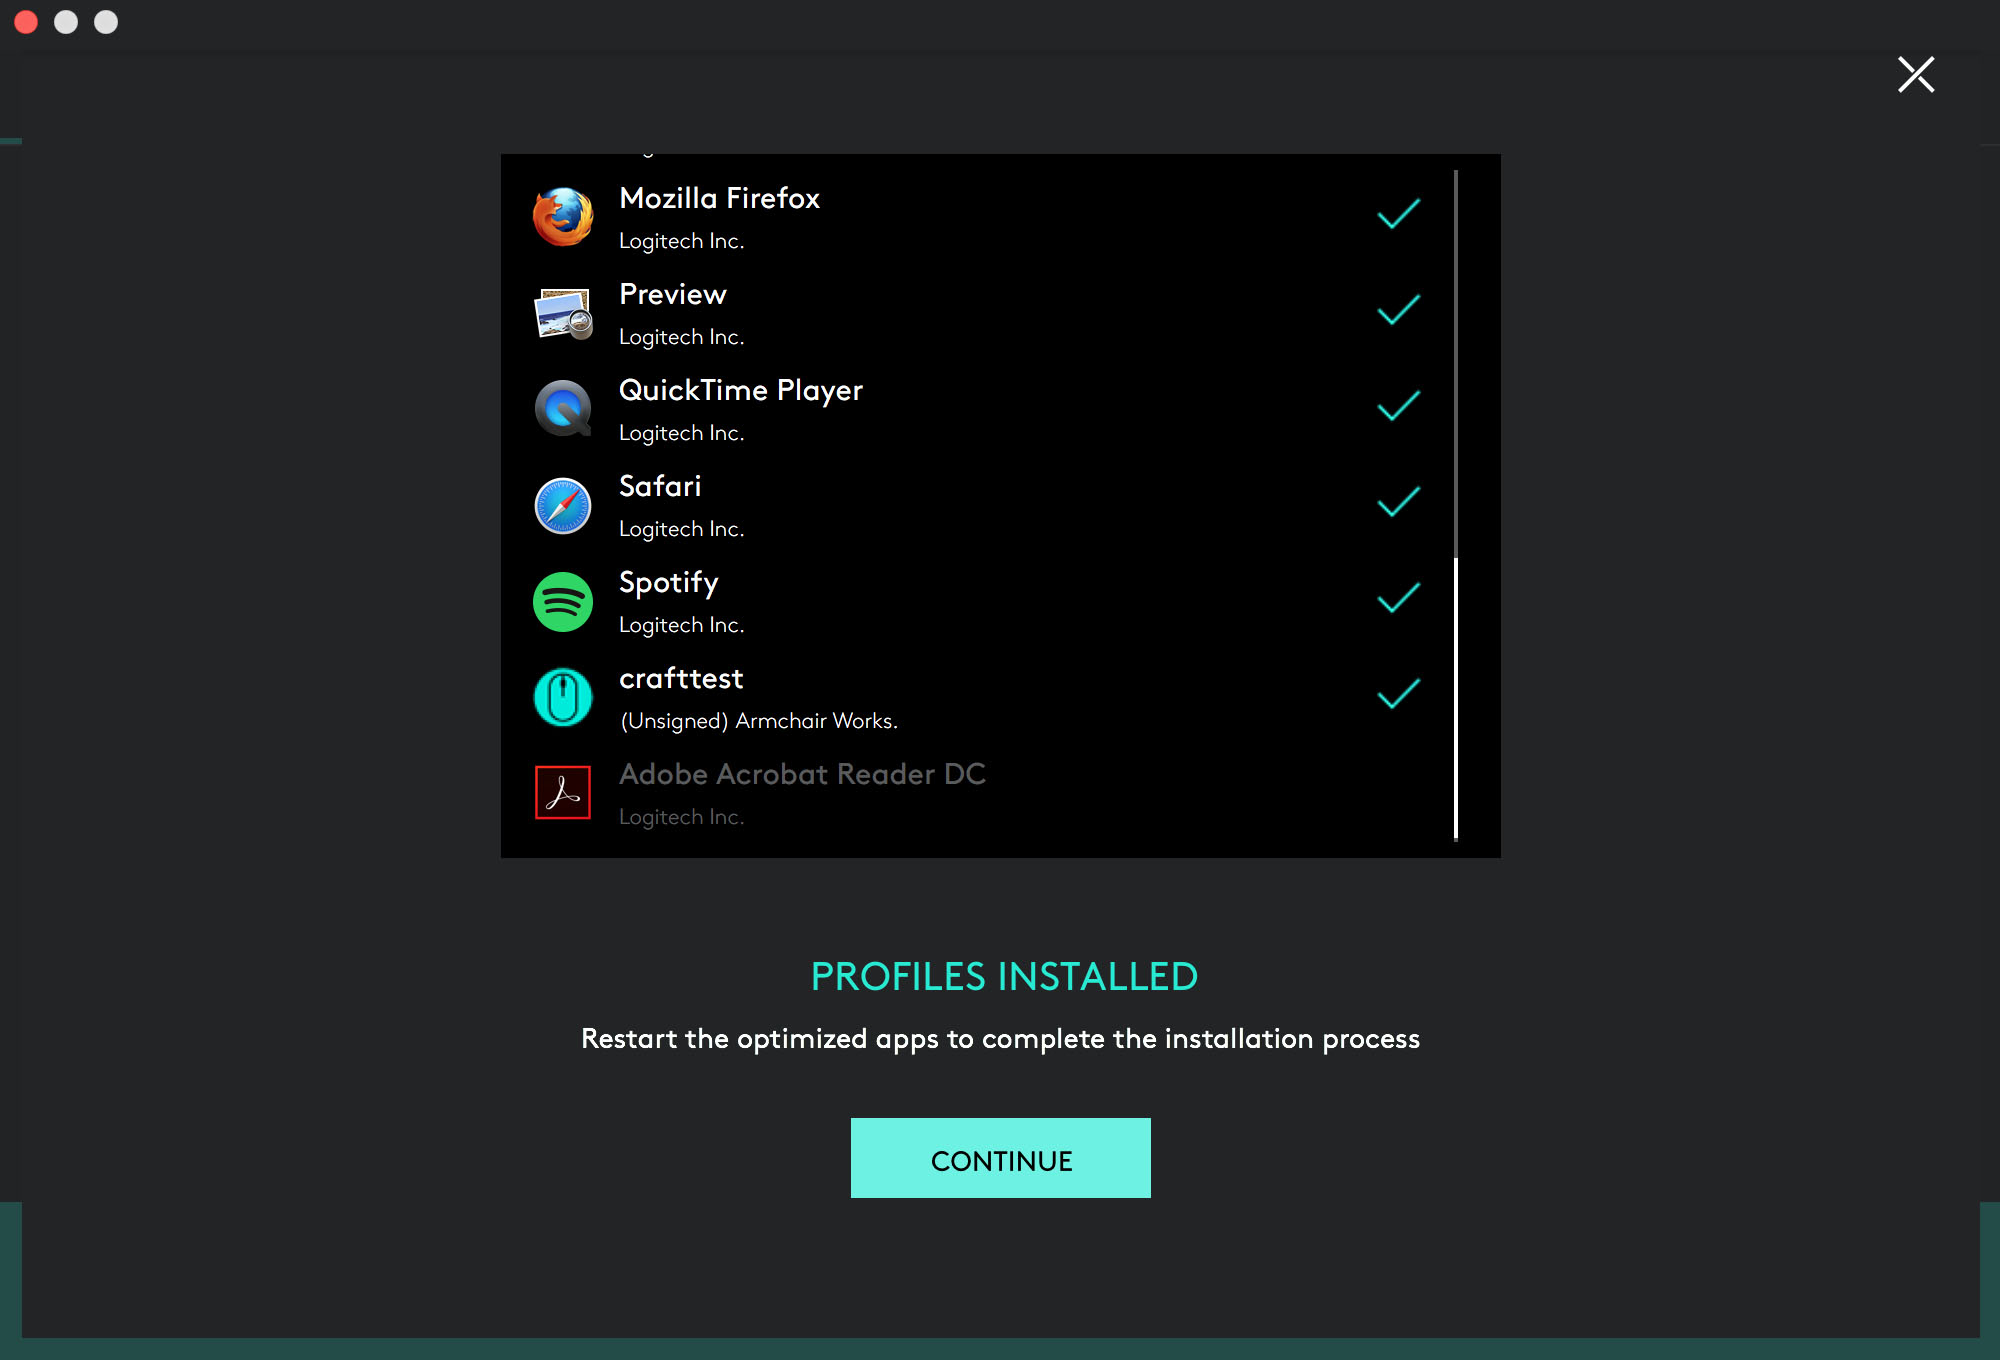 Mozilla Firefox
Logitech Inc.
Preview
Logitech Inc.
QuickTime Player
Logitech Inc.
Safari
Logitech Inc.
Spotify
Logitech Inc.
crafttest
(Unsigned) Armchair Works.
Adobe Acrobat Reader DC
Logitech Inc.
PROFILES INSTALLED
Restart the optimized apps to complete the installation process
CONTINUE